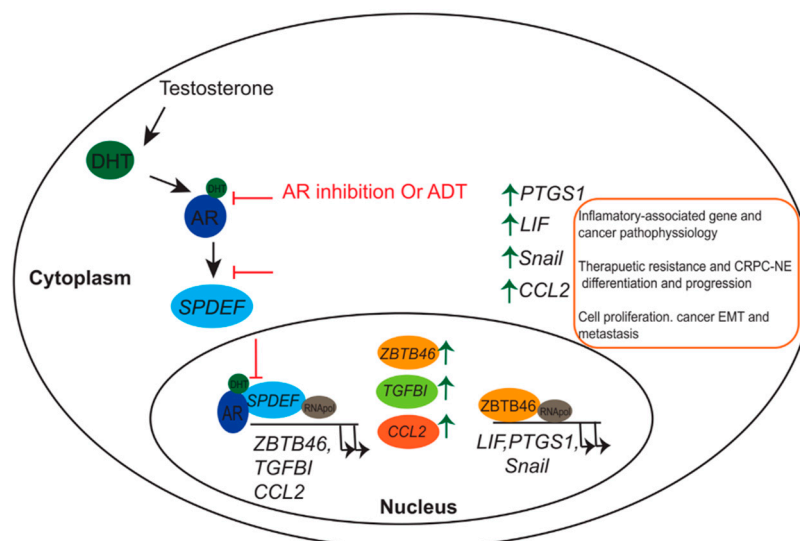 Testosterone
DHT
DHT
AR
AR inhibition Or ADT
SPDEF
Cytoplasm
PTGS1
LIF
Snail
CCL2
Inflamatory-associated gene and
cancer pathophyssiology
Therapuetic resistance and CRPC-NE
differentiation and progression
Cell proliferation. cancer EMT and
metastasis
DHT
AR
SPDEF
RNApol
ZBTB46,
TGFBI
CCL2
ZBTB46
TGFBI
CCL2
ZBTB46
RNApol
LIF,PTGS1,
Snail
Nucleus